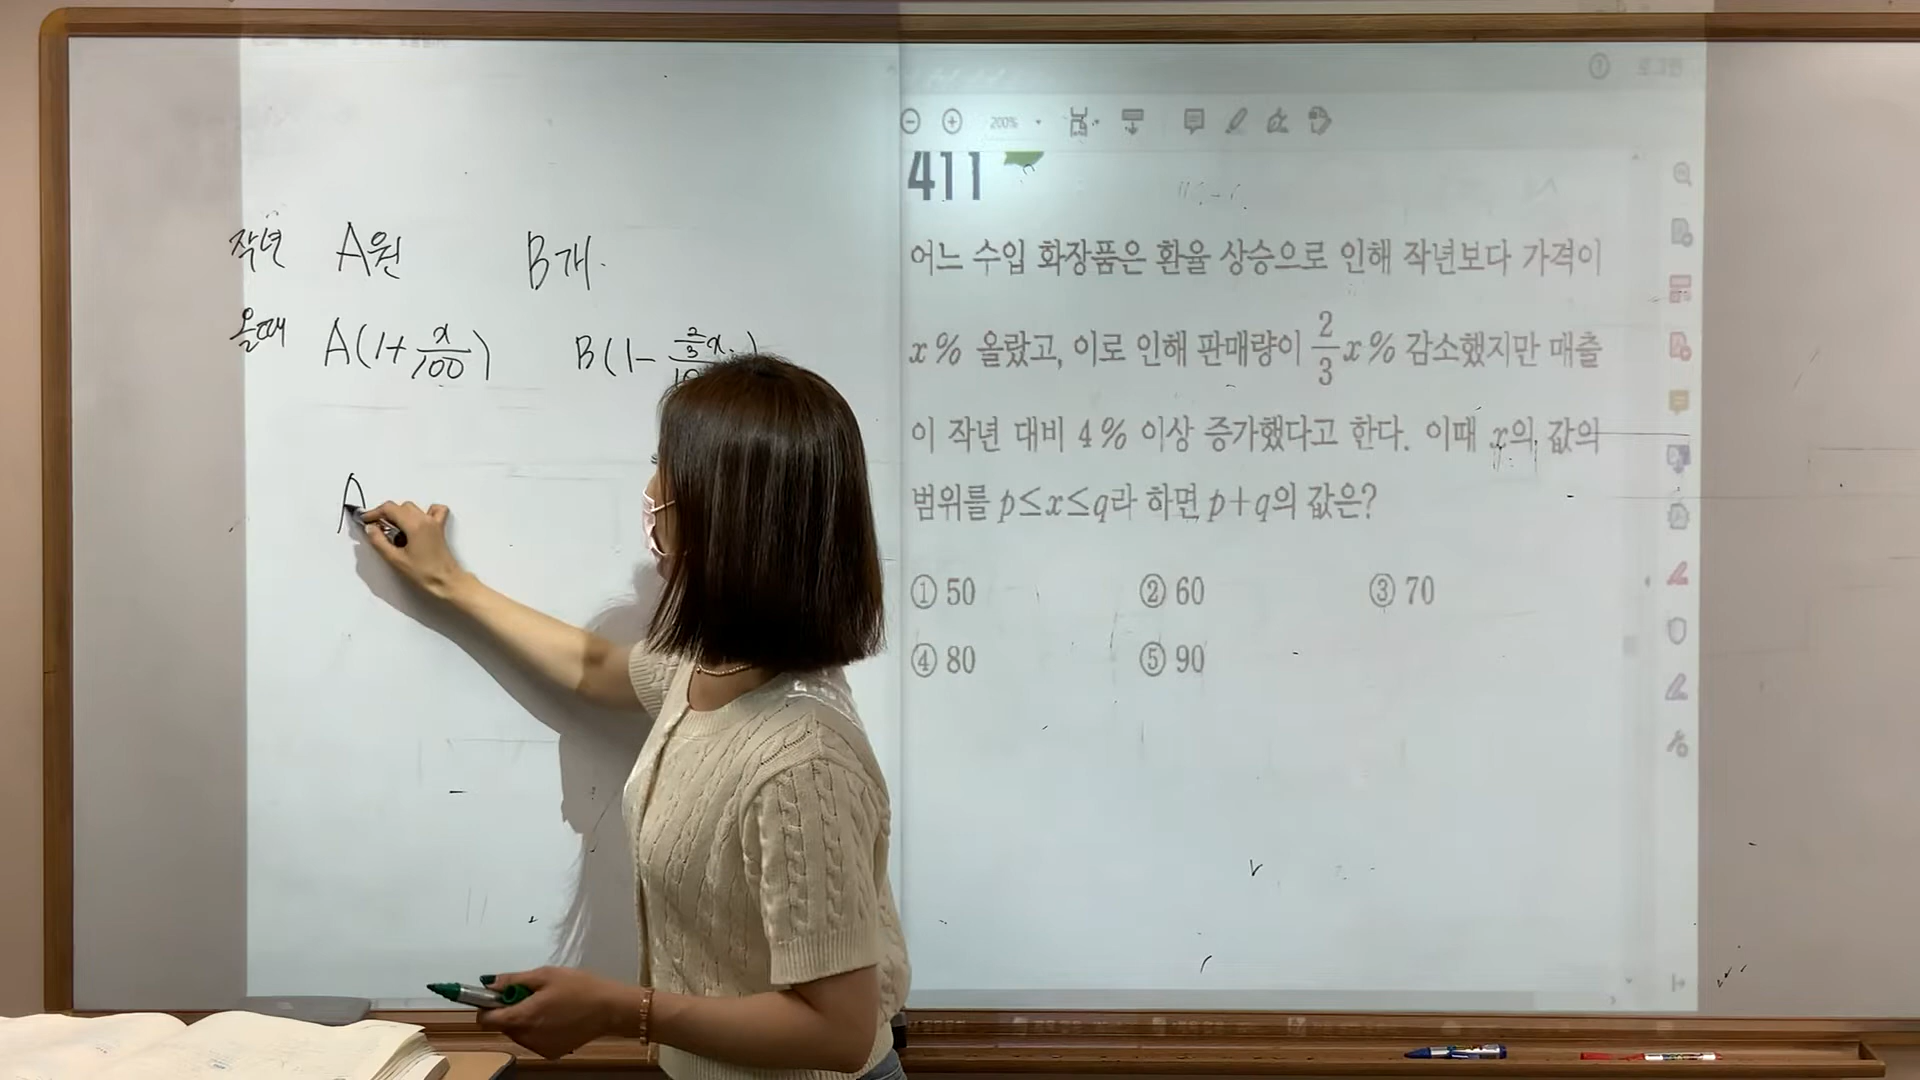 작년 A원 B개.
올해 A(1+x/100) B(1-
A
200%
411
어느 수입 화장품은 환율 상승으로 인해 작년보다 가격이
x% 올랐고, 이로 인해 판매량이 2/3x% 감소했지만 매출
이 작년 대비 4% 이상 증가했다고 한다. 이때 x의 값의
범위를 p≤x≤q라 하면 p+q의 값은?
① 50 ② 60 ③ 70
④ 80 ⑤ 90